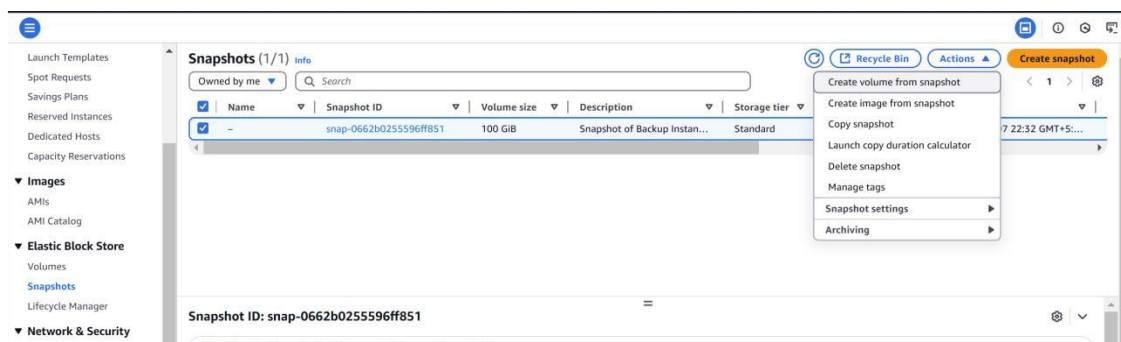 Launch Templates
Spot Requests
Savings Plans
Reserved Instances
Dedicated Hosts
Capacity Reservations
Images
AMIs
AMI Catalog
Elastic Block Store
Volumes
Snapshots
Lifecycle Manager
Network & Security
Snapshots (1/1) Info
Recycle Bin
Actions
Create snapshot
Owned by me
Search
1
Name
Snapshot ID
Volume size
Description
Storage tier
–
snap-0662b0255596ff851
100 GiB
Snapshot of Backup Instan...
Standard
22:32 GMT+5:...
Create volume from snapshot
Create image from snapshot
Copy snapshot
Launch copy duration calculator
Delete snapshot
Manage tags
Snapshot settings
Archiving
Snapshot ID: snap-0662b0255596ff851